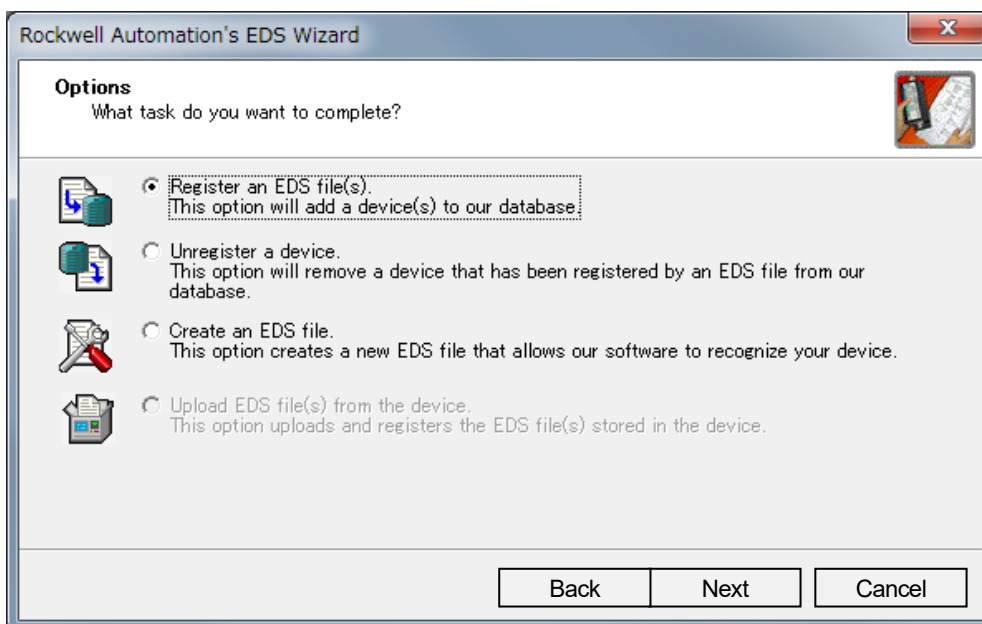 Rockwell Automation's EDS Wizard
Options
What task do you want to complete?
Register an EDS file(s).
This option will add a device(s) to our database.
Unregister a device.
This option will remove a device that has been registered by an EDS file from our
database.
Create an EDS file.
This option creates a new EDS file that allows our software to recognize your device.
Upload EDS file(s) from the device.
This option uploads and registers the EDS file(s) stored in the device.
Back Next Cancel